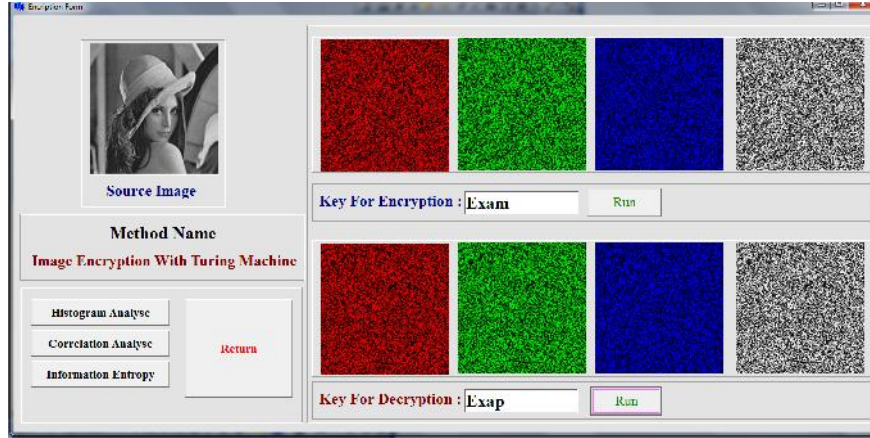 Encription Form
Source Image
Method Name
Image Encryption With Turing Machine
Histogram Analyse
Correlation Analyse
Information Entropy
Return
Key For Encryption : Exam
Run
Key For Decryption : Exap
Run